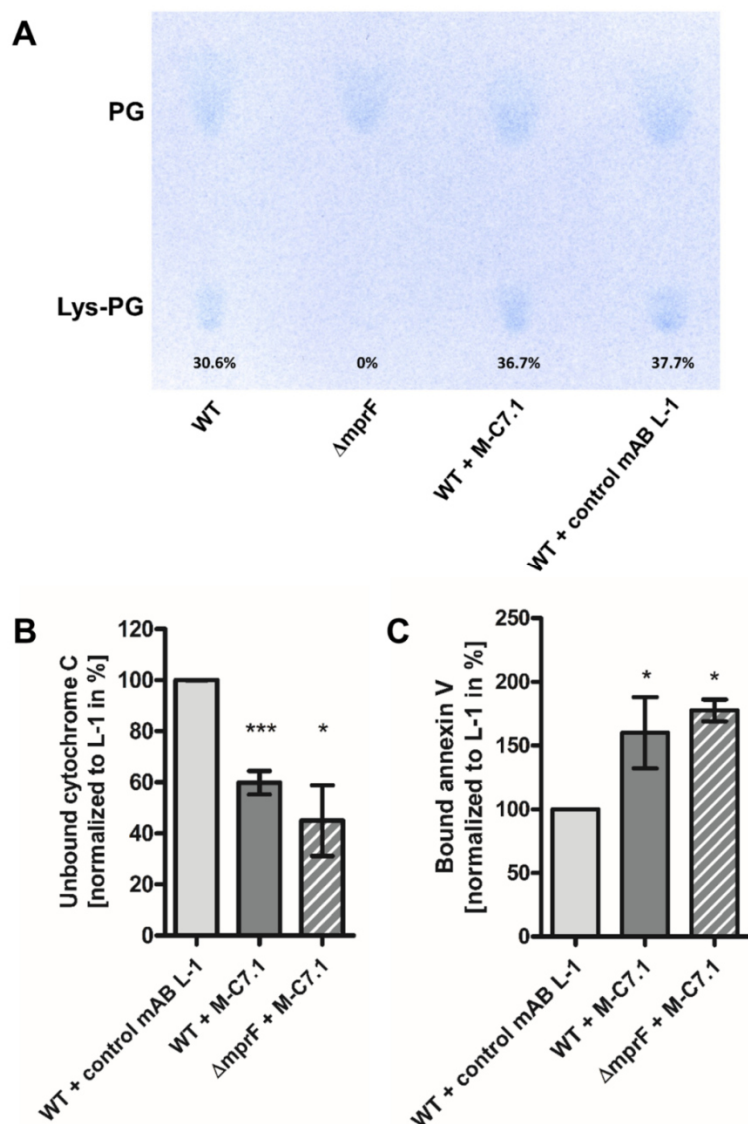 A
PG
Lys-PG
30.6% 0% 36.7% 37.7%
WT
ΔmprF
WT + M-C7.1
WT + control mAB L-1
B
Unbound cytochrome C
[normalized to L-1 in %]
120
100
80
60
40
20
0
***
*
WT + control mAB L-1
WT + M-C7.1
ΔmprF + M-C7.1
C
Bound annexin V
[normalized to L-1 in %]
250
200
150
100
50
0
*
*
WT + control mAB L-1
WT + M-C7.1
ΔmprF + M-C7.1